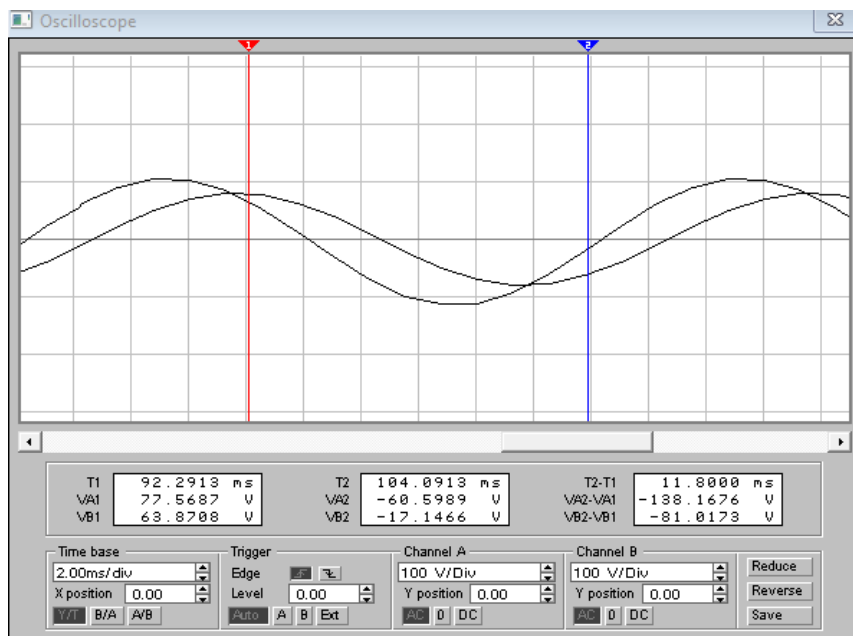 Oscilloscope
1 2
T1 92.2913 ms T2 104.0913 ms T2-T1 11.8000 ms
VA1 77.5687 V VA2 -60.5989 V VA2-VA1 -138.1676 V
VB1 63.8708 V VB2 -17.1466 V VB2-VB1 -81.0173 V
Time base Trigger Channel A Channel B
2.00ms/div Edge 100 V/Div 100 V/Div Reduce
X position 0.00 Level 0.00 Y position 0.00 Y position 0.00 Reverse
Y/T B/A A/B Auto A B Ext AC 0 DC AC 0 DC Save